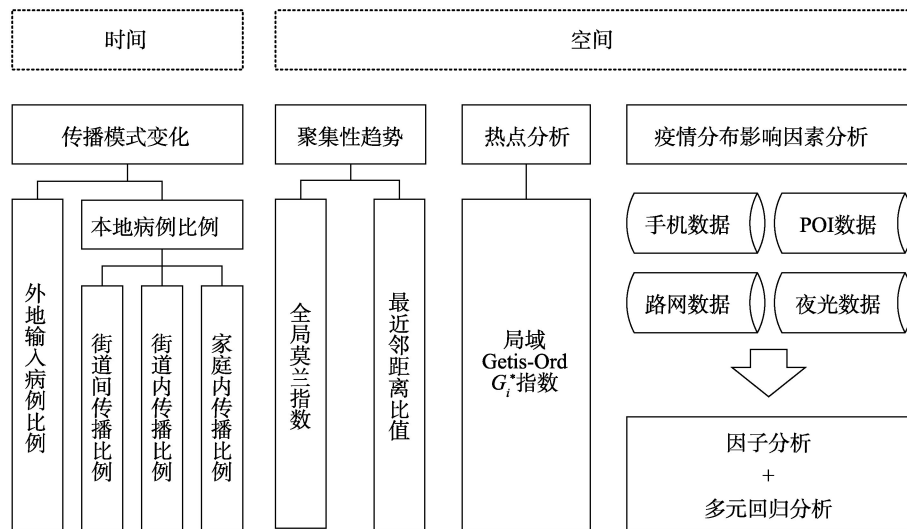 时间
空间
传播模式变化
聚集性趋势
热点分析
疫情分布影响因素分析
外地输入病例比例
本地病例比例
街道间传播比例
街道内传播比例
家庭内传播比例
全局莫兰指数
最近邻距离比值
局域
Getis-Ord
G_i^*指数
手机数据
POI数据
路网数据
夜光数据
因子分析
+
多元回归分析